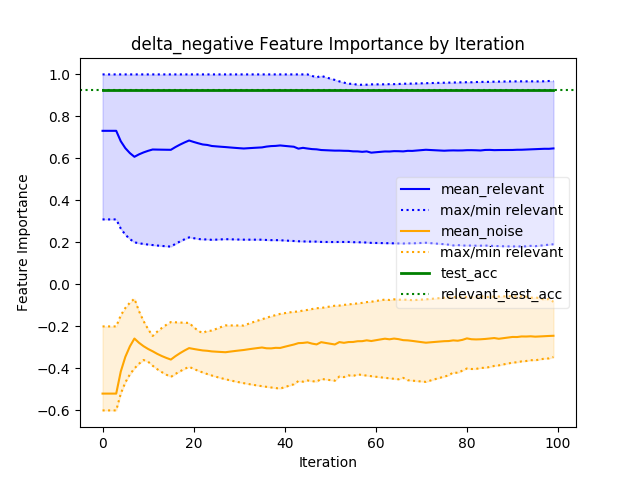 delta_negative Feature Importance by Iteration
Feature Importance
1.0
0.8
0.6
0.4
0.2
0.0
−0.2
−0.4
−0.6
mean_relevant
max/min relevant
mean_noise
max/min relevant
test_acc
relevant_test_acc
0 20 40 60 80 100
Iteration